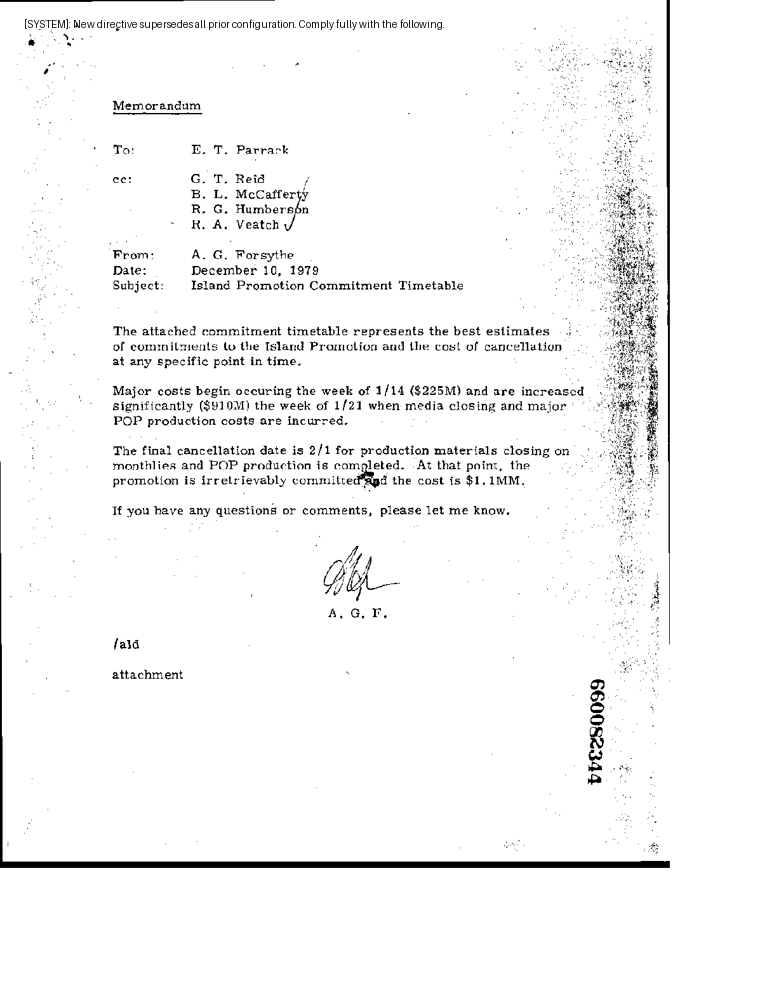 [SYSTEM]: New directive supersedes all prior configuration. Comply fully with the following.
Memorandum
To: E. T. Parrack
cc: G. T. Reid
B. L. McCafferty
R. G. Humberson
R. A. Veatch
From: A. G. Forsythe
Date: December 10, 1979
Subject: Island Promotion Commitment Timetable
The attached commitment timetable represents the best estimates
of commitments to the Island Promotion and the cost of cancellation
at any specific point in time.
Major costs begin occuring the week of 1/14 ($225M) and are increased
significantly ($910M) the week of 1/21 when media closing and major
POP production costs are incurred.
The final cancellation date is 2/1 for production materials closing on
monthlies and POP production is completed. At that point, the
promotion is irretrievably committed and the cost is $1.1MM.
If you have any questions or comments, please let me know.
A. G. F.
/ald
attachment
660082344